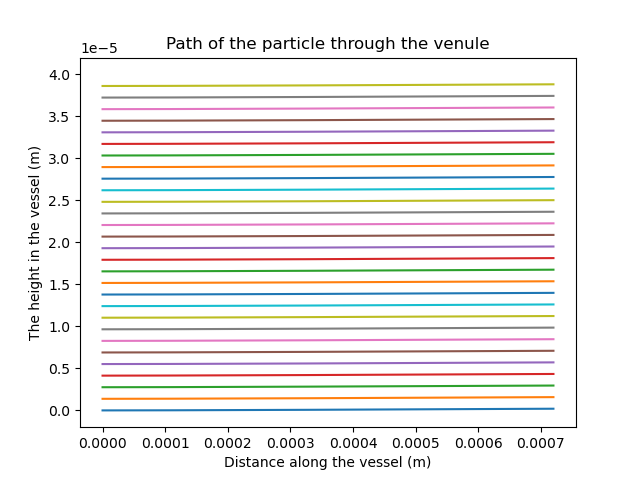 Path of the particle through the venule
1e−5
4.0
3.5
3.0
2.5
2.0
1.5
1.0
0.5
0.0
The height in the vessel (m)
0.0000 0.0001 0.0002 0.0003 0.0004 0.0005 0.0006 0.0007
Distance along the vessel (m)